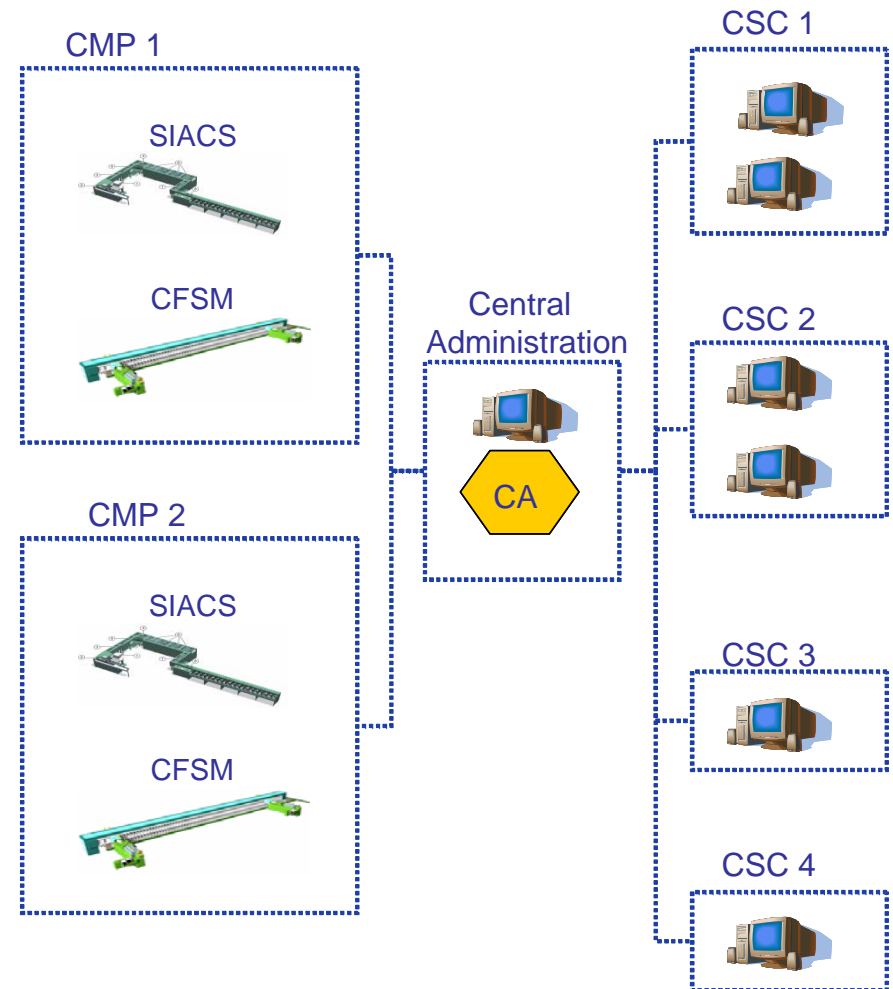 CMP 1
SIACS
CFSM
CMP 2
SIACS
CFSM
Central
Administration
CA
CSC 1
CSC 2
CSC 3
CSC 4